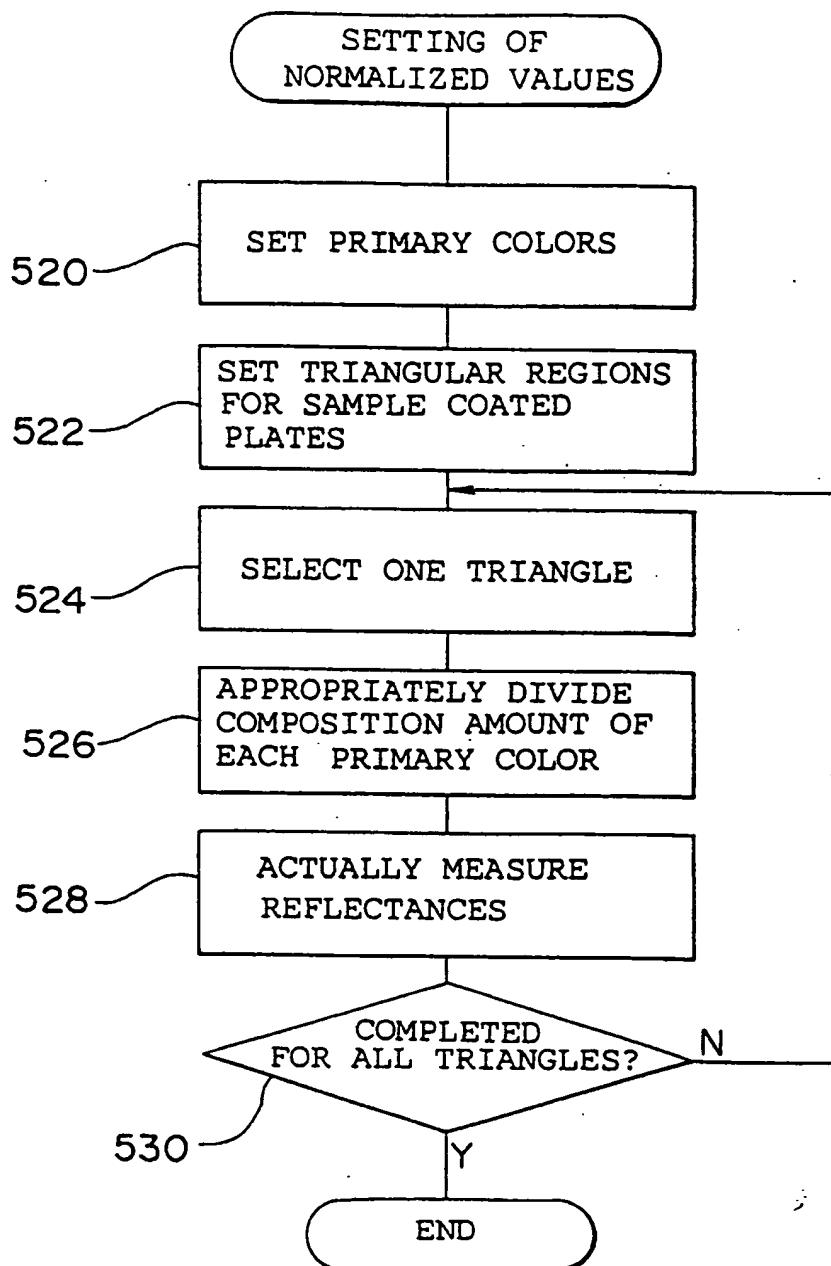 SETTING OF
NORMALIZED VALUES
SET PRIMARY COLORS
520
SET TRIANGULAR REGIONS
FOR SAMPLE COATED
PLATES
522
SELECT ONE TRIANGLE
524
APPROPRIATELY DIVIDE
COMPOSITION AMOUNT OF
EACH PRIMARY COLOR
526
ACTUALLY MEASURE
REFLECTANCES
528
COMPLETED
FOR ALL TRIANGLES?
N
530
Y
END